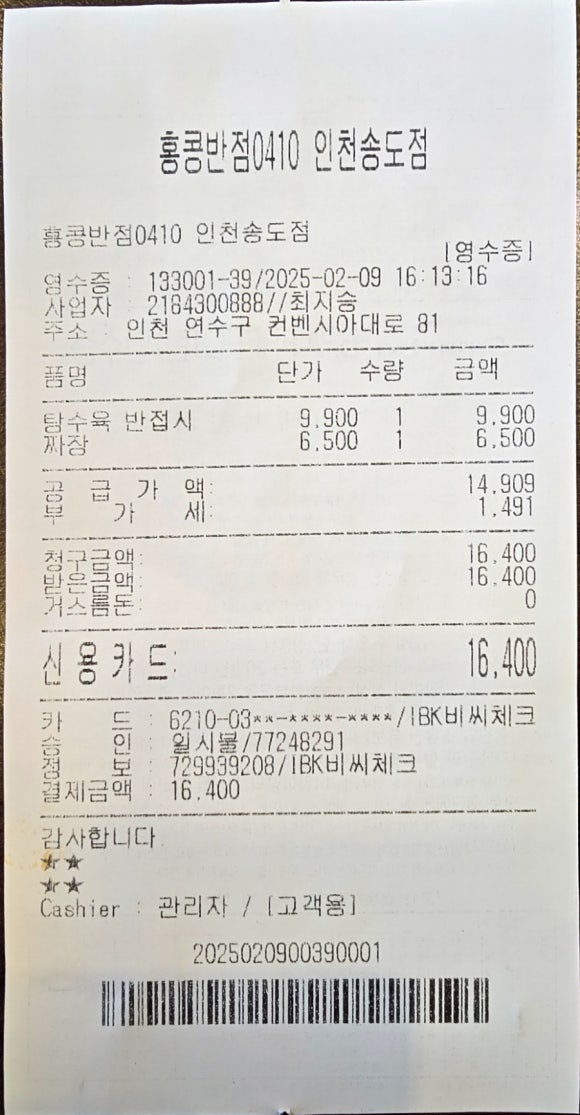 홍콩반점0410 인천송도점
홍콩반점0410 인천송도점
[영수증]
영수증 : 133001-39/2025-02-09 16:13:16
사업자 : 2184300888//최지승
주소 : 인천 연수구 컨벤시아대로 81
품명 단가 수량 금액
탕수육 반접시 9,900 1 9,900
짜장 6,500 1 6,500
공 급 가 액: 14,909
부 가 세: 1,491
청구금액: 16,400
받은금액: 16,400
거스름돈: 0
신용카드: 16,400
카 드 : 6210-03**-****-****/IBK비씨체크
승 인 : 일시불/77248291
정 보 : 729939208/IBK비씨체크
결제금액 : 16,400
감사합니다.
★★
★★
Cashier : 관리자 / [고객용]
2025020900390001